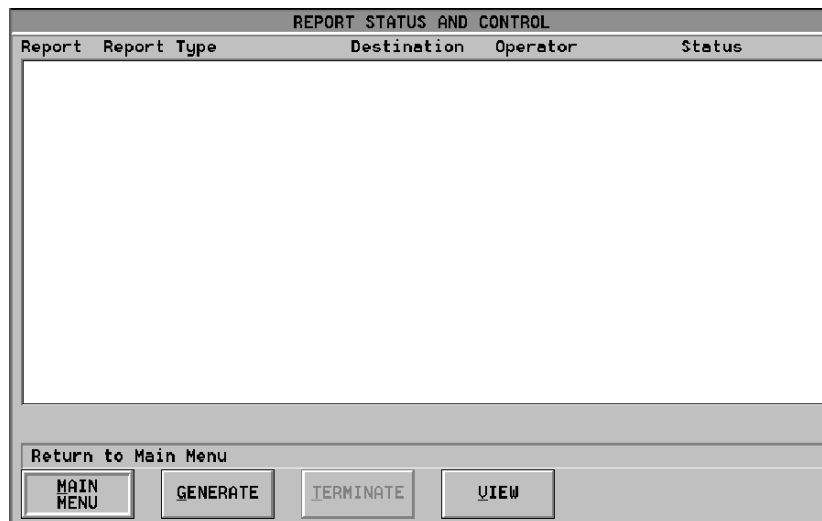 REPORT STATUS AND CONTROL
Report Report Type Destination Operator Status
Return to Main Menu
MAIN MENU
GENERATE
TERMINATE
VIEW